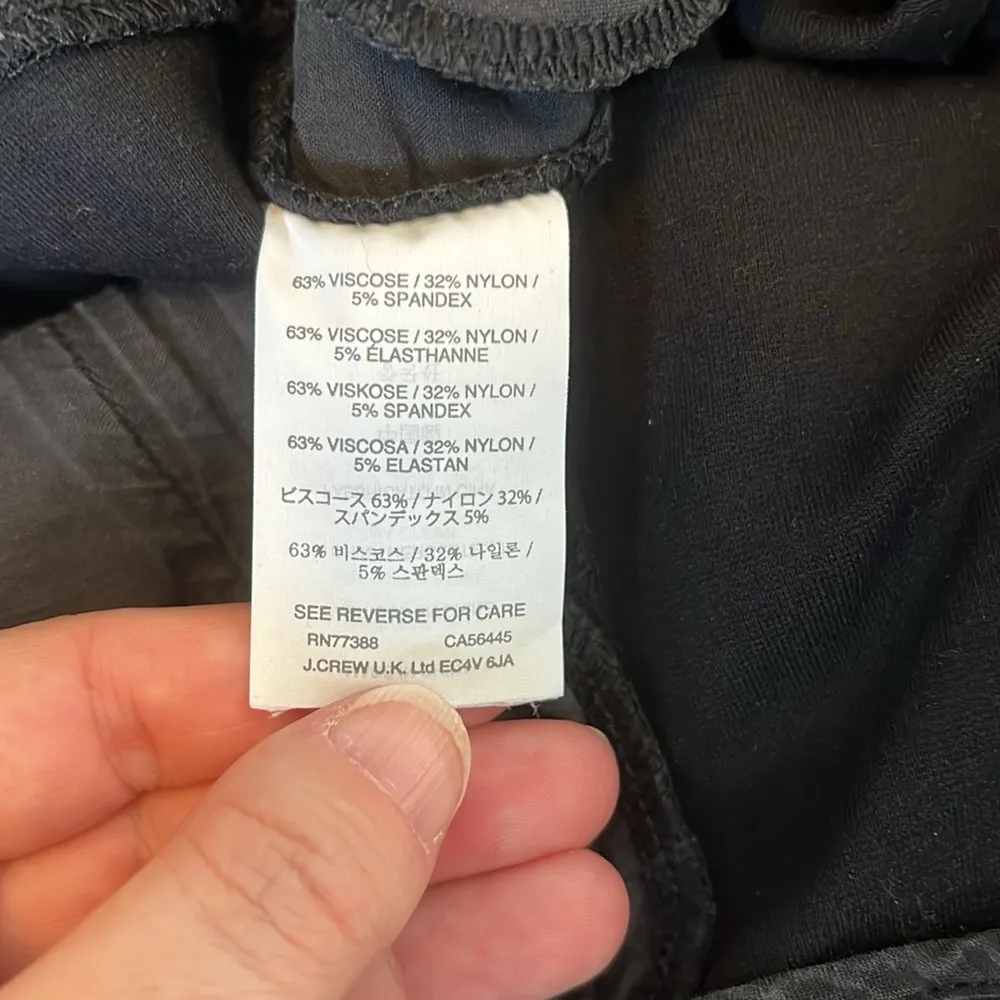 63% VISCOSE / 32% NYLON /
5% SPANDEX
63% VISCOSE / 32% NYLON /
5% ÉLASTHANNE
63% VISKOSE / 32% NYLON /
5% SPANDEX
63% VISCOSA / 32% NYLON /
5% ELASTAN
ビスコース 63% / ナイロン 32% /
スパンデックス 5%
63% 비스코스 / 32% 나일론 /
5% 스판덱스
SEE REVERSE FOR CARE
RN77388 CA56445
J.CREW U.K. Ltd EC4V 6JA